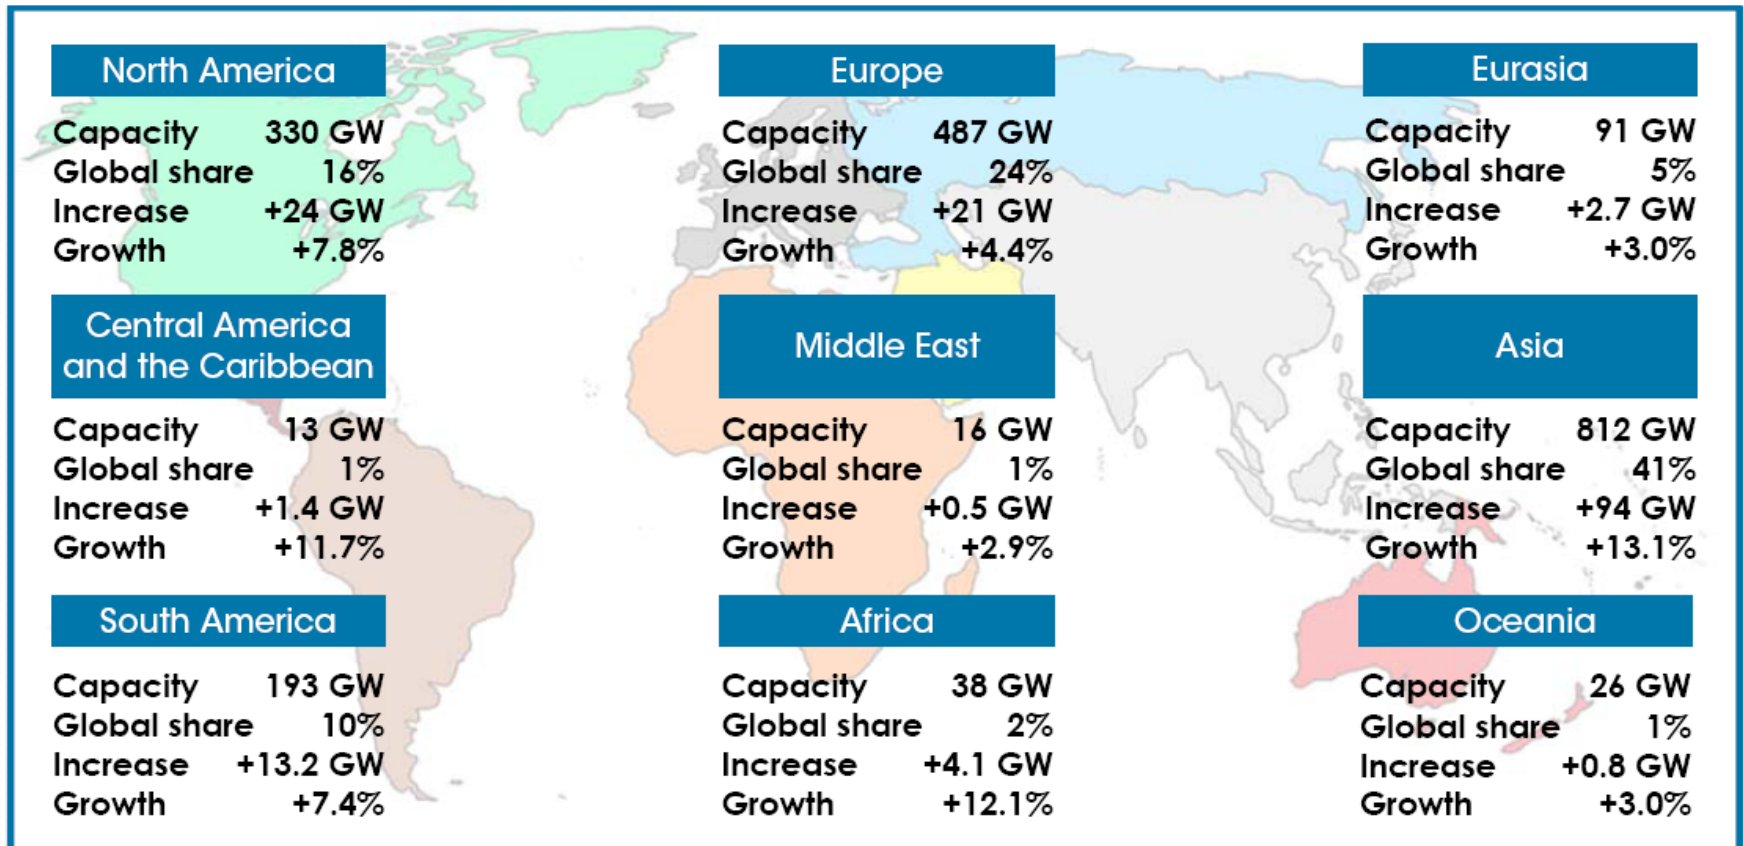 North America
Capacity 330 GW
Global share 16%
Increase +24 GW
Growth +7.8%
Europe
Capacity 487 GW
Global share 24%
Increase +21 GW
Growth +4.4%
Eurasia
Capacity 91 GW
Global share 5%
Increase +2.7 GW
Growth +3.0%
Central America
and the Caribbean
Capacity 13 GW
Global share 1%
Increase +1.4 GW
Growth +11.7%
Middle East
Capacity 16 GW
Global share 1%
Increase +0.5 GW
Growth +2.9%
Asia
Capacity 812 GW
Global share 41%
Increase +94 GW
Growth +13.1%
South America
Capacity 193 GW
Global share 10%
Increase +13.2 GW
Growth +7.4%
Africa
Capacity 38 GW
Global share 2%
Increase +4.1 GW
Growth +12.1%
Oceania
Capacity 26 GW
Global share 1%
Increase +0.8 GW
Growth +3.0%